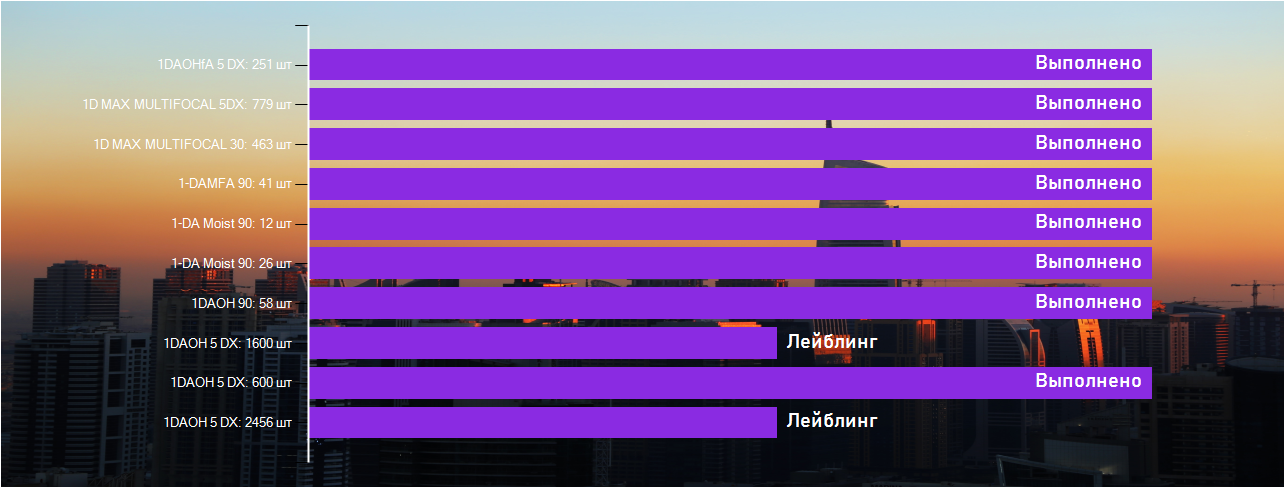 1DAOHfA 5 DX: 251 шт Выполнено
1D MAX MULTIFOCAL 5DX: 779 шт Выполнено
1D MAX MULTIFOCAL 30: 463 шт Выполнено
1-DAMFA 90: 41 шт Выполнено
1-DA Moist 90: 12 шт Выполнено
1-DA Moist 90: 26 шт Выполнено
1DAOH 90: 58 шт Выполнено
1DAOH 5 DX: 1600 шт Лейблинг
1DAOH 5 DX: 600 шт Выполнено
1DAOH 5 DX: 2456 шт Лейблинг